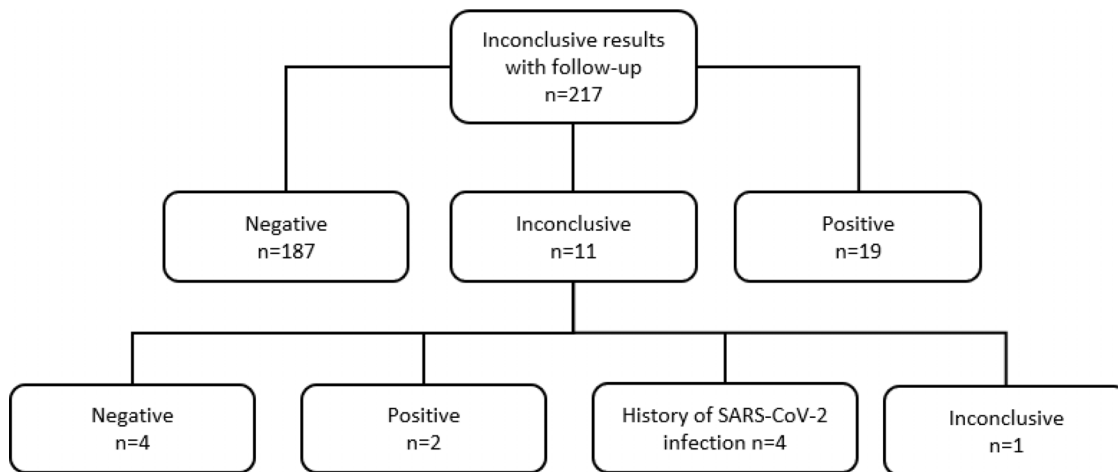 Inconclusive results
with follow-up
n=217
Negative
n=187
Inconclusive
n=11
Positive
n=19
Negative
n=4
Positive
n=2
History of SARS-CoV-2
infection n=4
Inconclusive
n=1